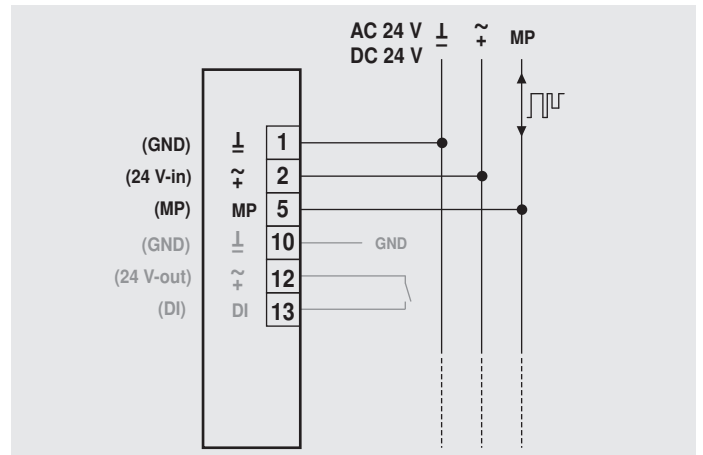 AC 24 V ⊥ ~ MP
DC 24 V – +
(GND) ⊥ 1
(24 V-in) ~ + 2
(MP) MP 5
(GND) ⊥ 10 GND
(24 V-out) ~ + 12
(DI) DI 13